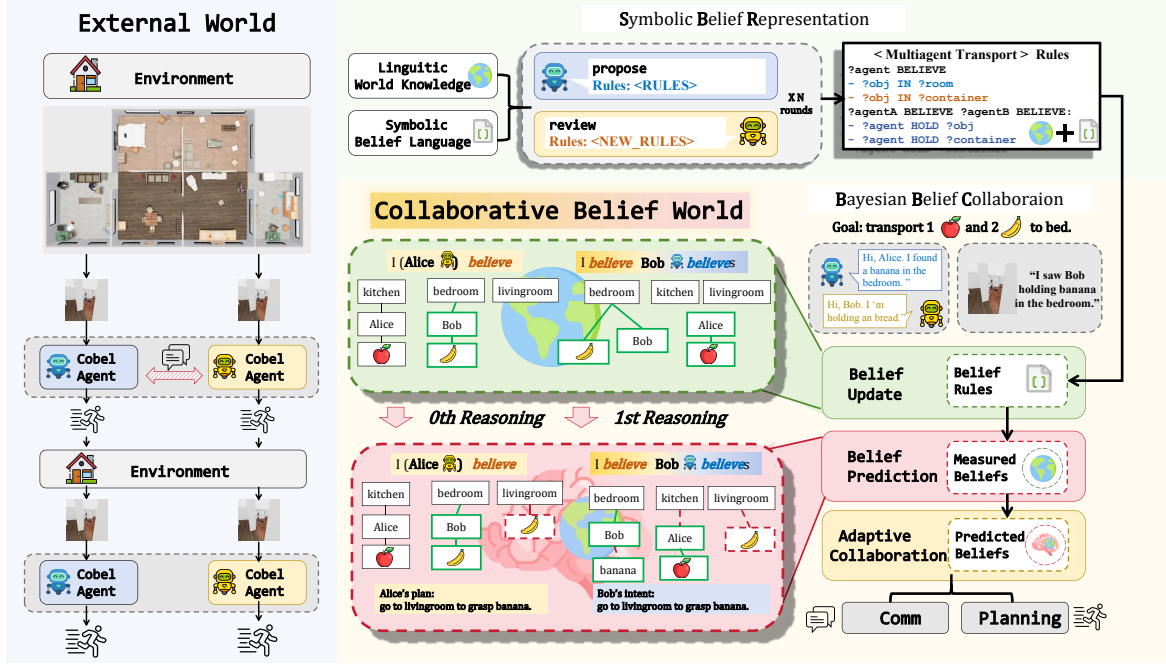 External World
Environment
Cobel
Agent
Cobel
Agent
Environment
Cobel
Agent
Cobel
Agent
Symbolic Belief Representation
Linguitic
World Knowledge
Symbolic
Belief Language
propose
Rules: <RULES>
review
Rules: <NEW_RULES>
X N
rounds
< Multiagent Transport > Rules
?agent BELIEVE
- ?obj IN ?room
- ?obj IN ?container
?agentA BELIEVE ?agentB BELIEVE:
- ?agent HOLD ?obj
- ?agent HOLD ?container
Collaborative Belief World
I (Alice ) believe
I believe Bob believes
kitchen
bedroom
livingroom
bedroom
kitchen
livingroom
Alice
Bob
Bob
Alice
0th Reasoning
1st Reasoning
I (Alice ) believe
I believe Bob believes
kitchen
bedroom
livingroom
bedroom
kitchen
livingroom
Alice
Bob
Bob
Alice
banana
Alice's plan:
go to livingroom to grasp banana.
Bob's intent:
go to livingroom to grasp banana.
Bayesian Belief Collaboraion
Goal: transport 1 and 2 to bed.
Hi, Alice. I found
a banana in the
bedroom. ”
Hi, Bob. I ‘m
holding an bread.”
“I saw Bob
holding banana
in the bedroom.”
Belief
Update
Belief
Rules
Belief
Prediction
Measured
Beliefs
Adaptive
Collaboration
Predicted
Beliefs
Comm
Planning